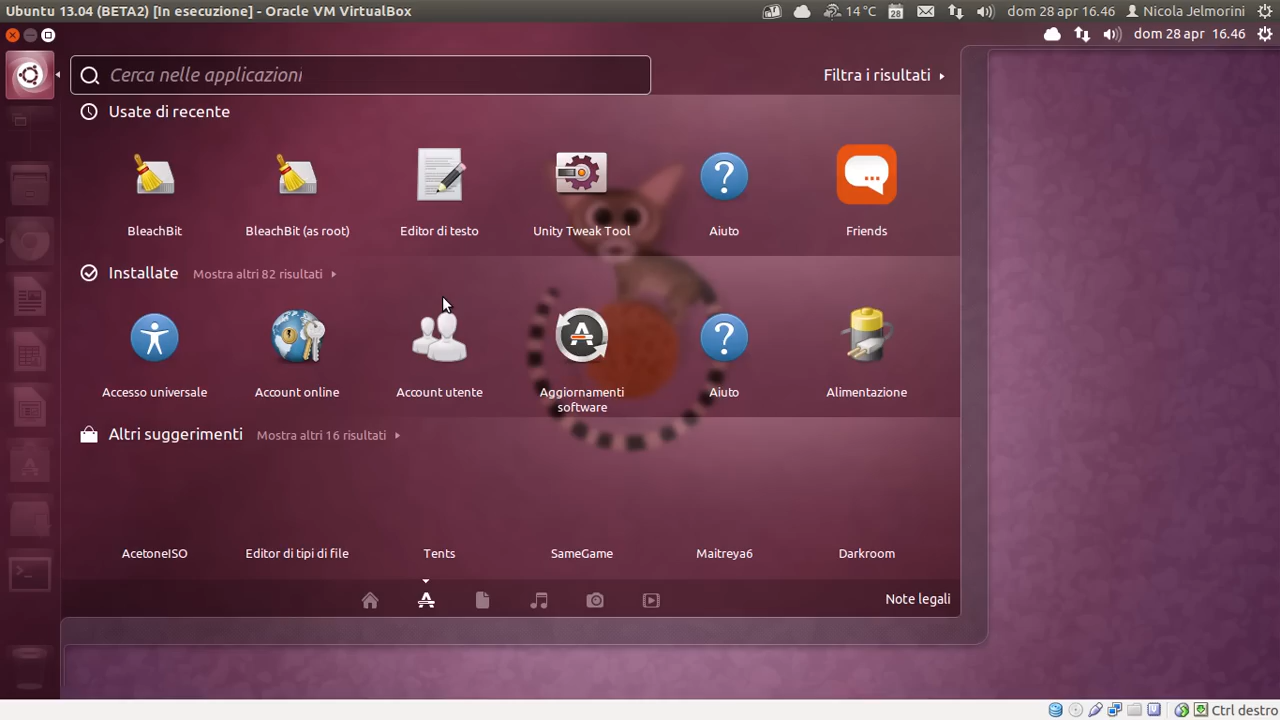 Ubuntu 13.04 (BETA2) [In esecuzione] - Oracle VM VirtualBox
14 °C
28
dom 28 apr 16.46
Nicola Jelmorini
dom 28 apr 16.46
Cerca nelle applicazioni
Filtra i risultati
Usate di recente
BleachBit
BleachBit (as root)
Editor di testo
Unity Tweak Tool
Aiuto
Friends
Installate
Mostra altri 82 risultati
Accesso universale
Account online
Account utente
Aggiornamenti
software
Aiuto
Alimentazione
Altri suggerimenti
Mostra altri 16 risultati
AcetoneISO
Editor di tipi di file
Tents
SameGame
Maitreya6
Darkroom
Note legali
Ctrl destro